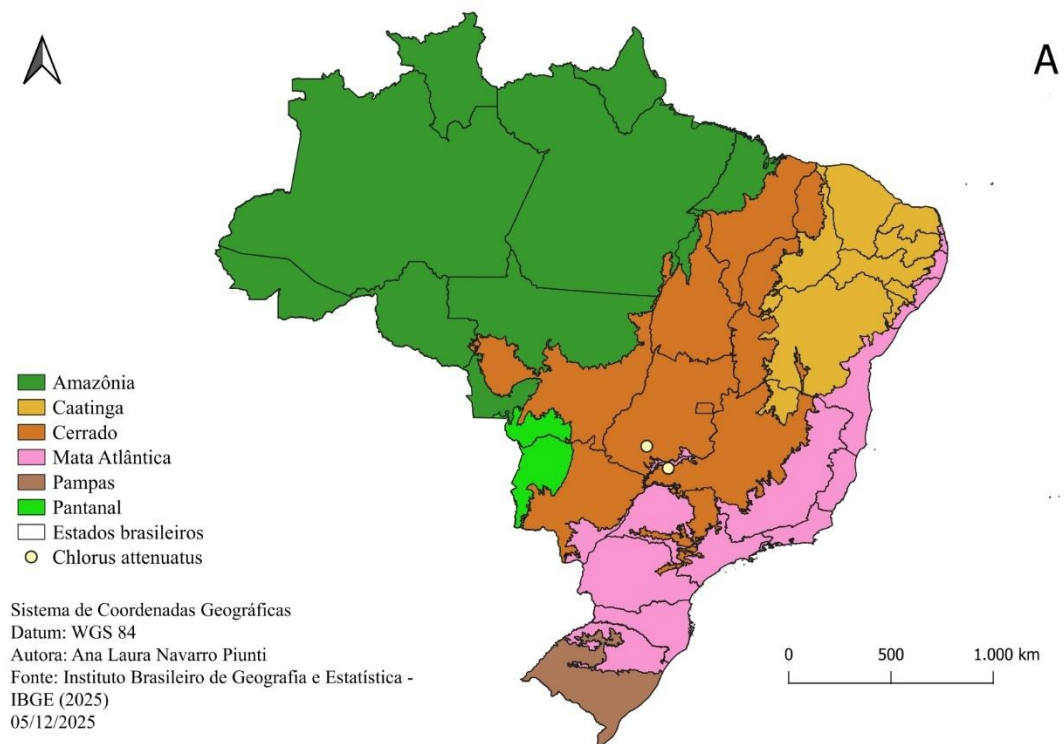 A
Amazônia
Caatinga
Cerrado
Mata Atlântica
Pampas
Pantanal
Estados brasileiros
Chlorus attenuatus
Sistema de Coordenadas Geográficas
Datum: WGS 84
Autora: Ana Laura Navarro Piunti
Fonte: Instituto Brasileiro de Geografia e Estatística -
IBGE (2025)
05/12/2025
0 500 1.000 km